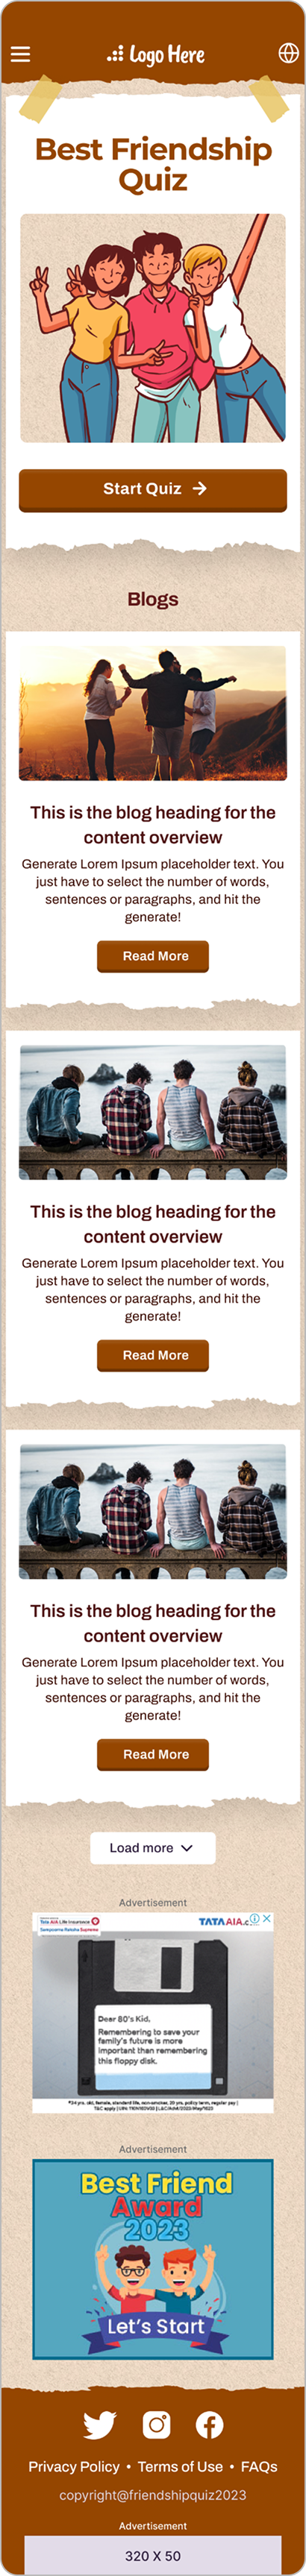 Logo Here
Best Friendship
Quiz
Start Quiz
Blogs
This is the blog heading for the
content overview
Generate Lorem Ipsum placeholder text. You
just have to select the number of words,
sentences or paragraphs, and hit the
generate!
Read More
This is the blog heading for the
content overview
Generate Lorem Ipsum placeholder text. You
just have to select the number of words,
sentences or paragraphs, and hit the
generate!
Read More
This is the blog heading for the
content overview
Generate Lorem Ipsum placeholder text. You
just have to select the number of words,
sentences or paragraphs, and hit the
generate!
Read More
Load more
Advertisement
Tata AIA Life Insurance
Sampoorna Raksha Supreme
TATA AIA.c
Dear 80's Kid,
Remembering to save your
family's future is more
important than remembering
this floppy disk.
Advertisement
Best Friend
Award
2023
Let's Start
Privacy Policy • Terms of Use • FAQs
copyright@friendshipquiz2023
Advertisement
320 X 50